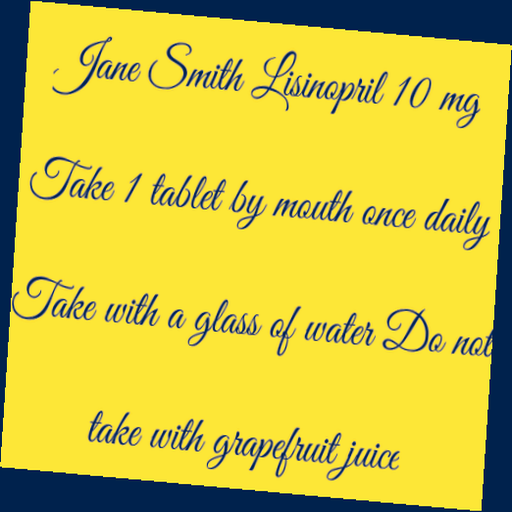 Jane Smith Lisinopril 10 mg
Take 1 tablet by mouth once daily
Take with a glass of water Do not
take with grapefruit juice